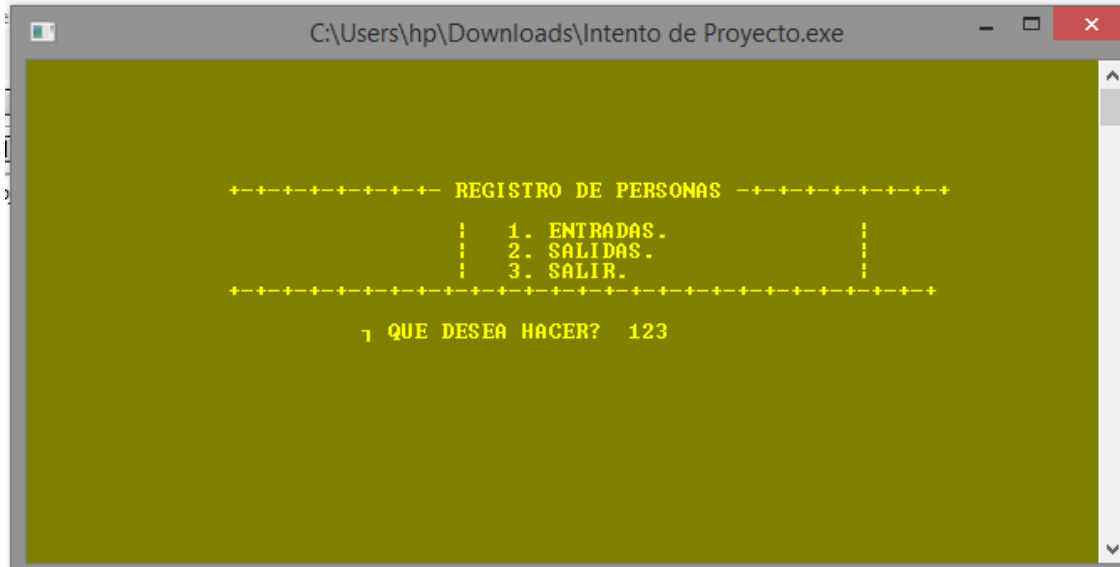 C:\Users\hp\Downloads\Intento de Proyecto.exe
+-+-+-+-+-+-+-+- REGISTRO DE PERSONAS -+-+-+-+-+-+-+-+
¦ 1. ENTRADAS. ¦
¦ 2. SALIDAS. ¦
¦ 3. SALIR. ¦
+-+-+-+-+-+-+-+-+-+-+-+-+-+-+-+-+-+-+-+-+-+-+-+-+-+-+
┐ QUE DESEA HACER? 123